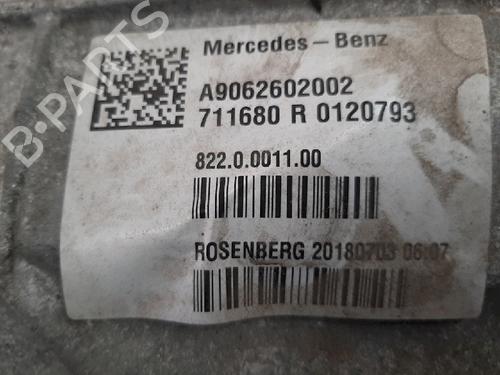 Mercedes-Benz
A9062602002
711680 R 0120793
822.0.0011.00
ROSENBERG 20180703 06:07
B-PARTS